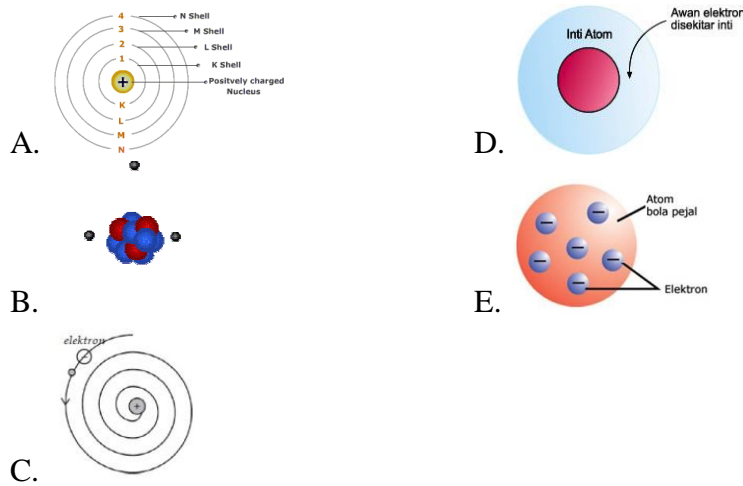 4
N Shell
3
M Shell
2
L Shell
1
K Shell
+
Positvely charged
Nucleus
K
L
M
N
A.
B.
elektron
−
+
C.
Inti Atom
Awan elektron
disekitar inti
D.
Atom
bola pejal
− − − − − −
Elektron
E.